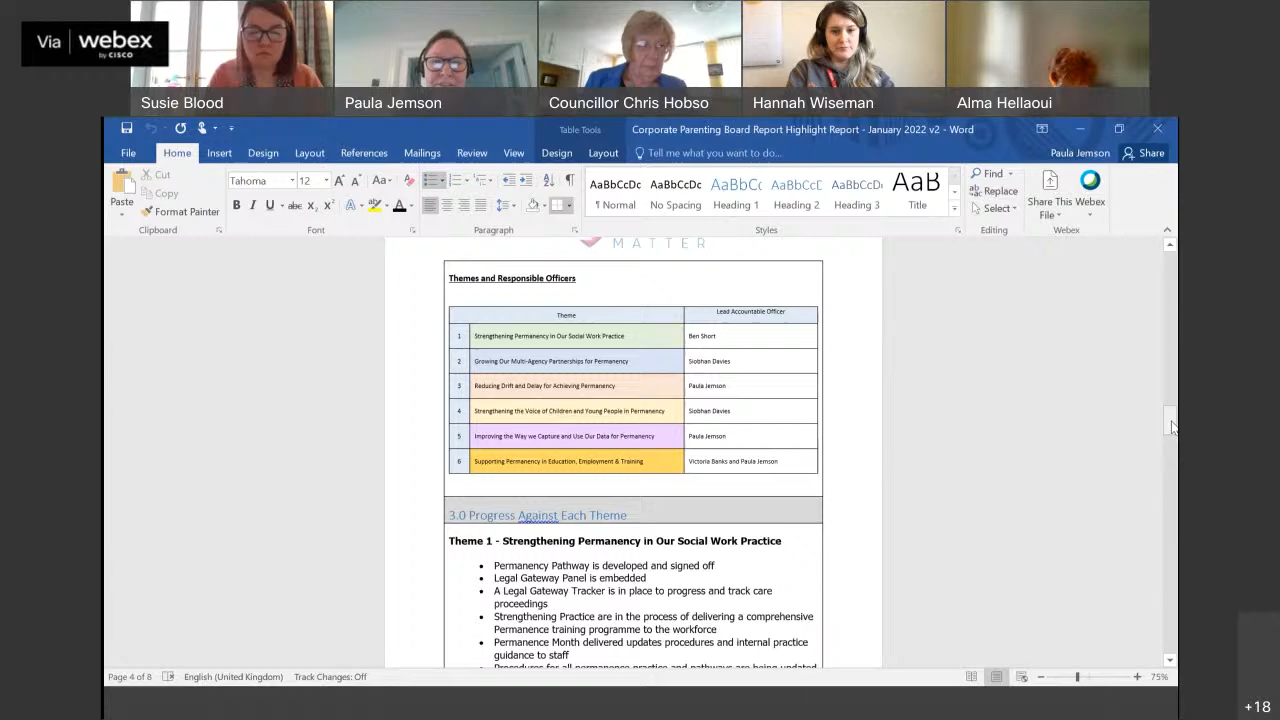 Via webex
by CISCO
Susie Blood
Paula Jemson
Councillor Chris Hobso
Hannah Wiseman
Alma Hellaoui
Table Tools
Corporate Parenting Board Report Highlight Report - January 2022 v2 - Word
File
Home
Insert
Design
Layout
References
Mailings
Review
View
Design
Layout
Tell me what you want to do...
Paula Jemson
Share
Paste
Cut
Copy
Format Painter
Clipboard
Tahoma
12
Font
Paragraph
AaBbCcDc
¶ Normal
AaBbCcDc
No Spacing
AaBbC
Heading 1
AaBbCcD
Heading 2
AaBbCcD
Heading 3
AaB
Title
Styles
Find
Replace
Select
Editing
Share This File
Webex
Webex
MATTER
Themes and Responsible Officers
Theme
Lead Accountable Officer
1 Strengthening Permanency in Our Social Work Practice Ben Short
2 Growing Our Multi-Agency Partnerships for Permanency Siobhan Davies
3 Reducing Drift and Delay for Achieving Permanency Paula Jemson
4 Strengthening the Voice of Children and Young People in Permanency Siobhan Davies
5 Improving the Way we Capture and Use Our Data for Permanency Paula Jemson
6 Supporting Permanency in Education, Employment & Training Victoria Banks and Paula Jemson
3.0 Progress Against Each Theme
Theme 1 - Strengthening Permanency in Our Social Work Practice
• Permanency Pathway is developed and signed off
• Legal Gateway Panel is embedded
• A Legal Gateway Tracker is in place to progress and track care
proceedings
• Strengthening Practice are in the process of delivering a comprehensive
Permanence training programme to the workforce
• Permanence Month delivered updates procedures and internal practice
guidance to staff
• Procedures for all permanence practice and pathways are being updated
Page 4 of 8
English (United Kingdom)
Track Changes: Off
75%
+18